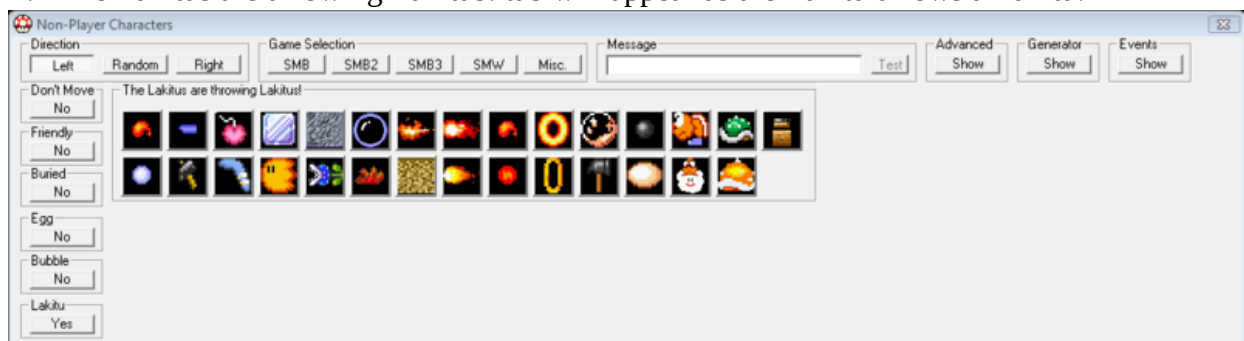 Non-Player Characters
Direction Game Selection Message Advanced Generator Events
Left Random Right SMB SMB2 SMB3 SMW Misc. Test Show Show Show
Don't Move The Lakitus are throwing Lakitus!
No
Friendly
No
Buried
No
Egg
No
Bubble
No
Lakitu
Yes